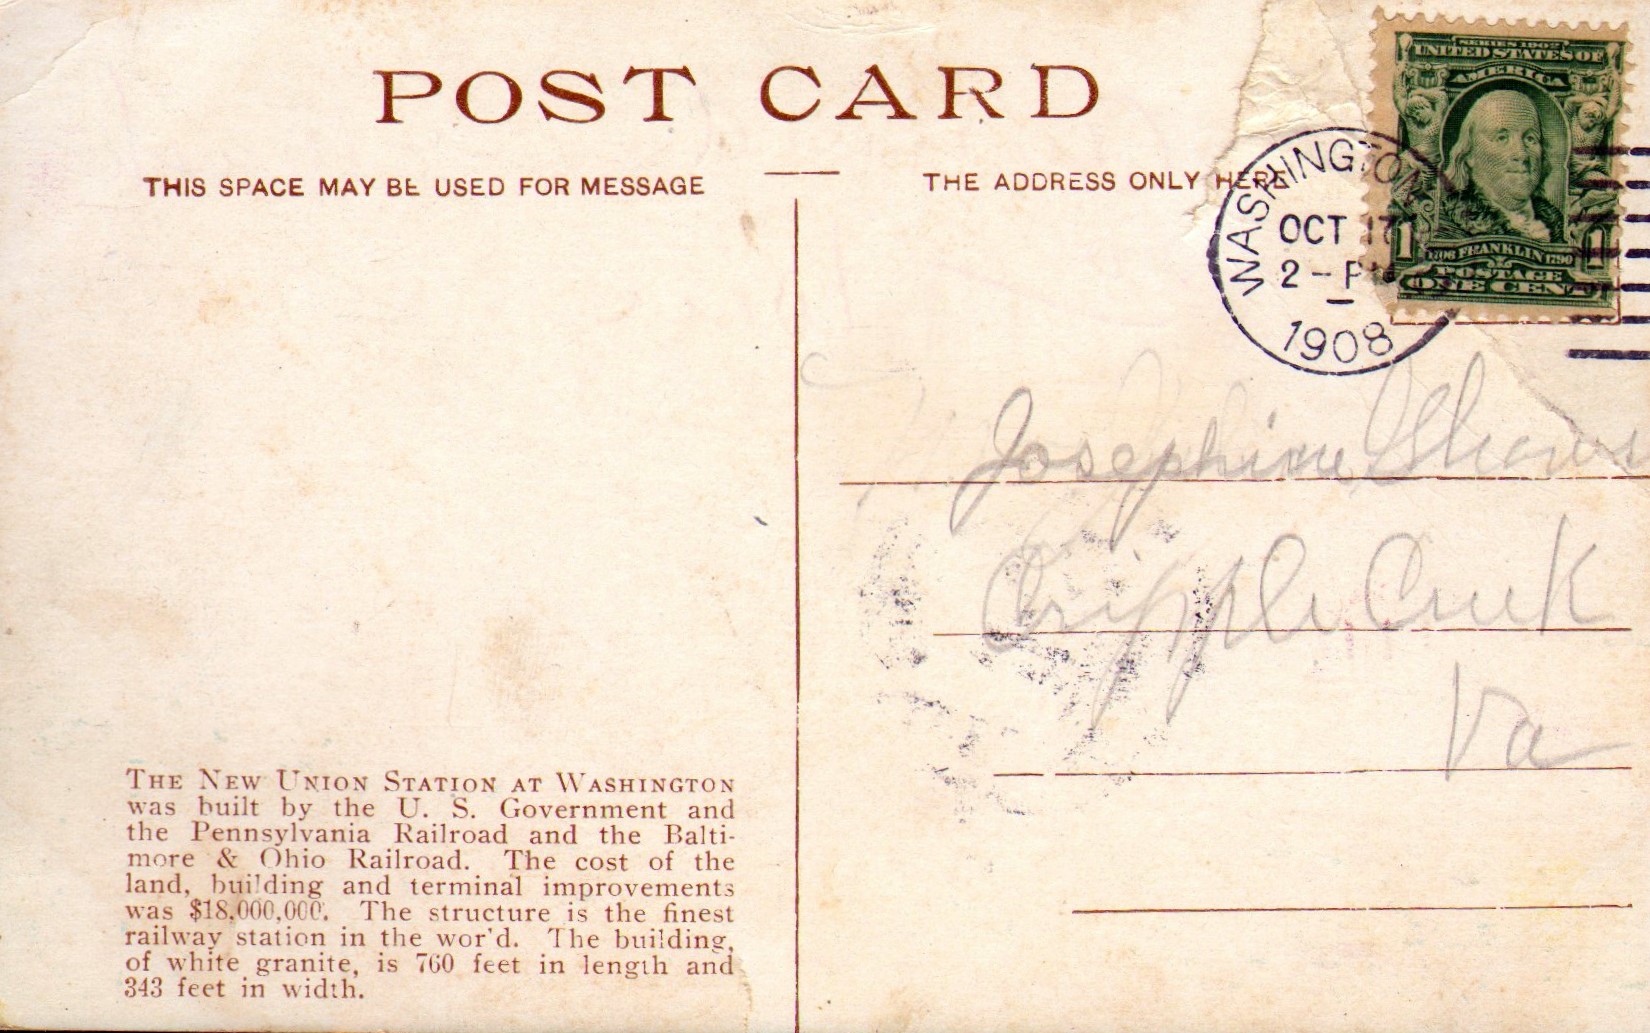 POST CARD
THIS SPACE MAY BE USED FOR MESSAGE
THE ADDRESS ONLY HERE
SERIES 1902
UNITED STATES OF
AMERICA
1 1
1706 FRANKLIN 1790
POSTAGE
ONE CENT
WASHINGTON
OCT 17
2 - P
1908
Josephine
Cripple Creek
Va
THE NEW UNION STATION AT WASHINGTON
was built by the U. S. Government and
the Pennsylvania Railroad and the Balti-
more & Ohio Railroad. The cost of the
land, building and terminal improvements
was $18,000,000. The structure is the finest
railway station in the wor'd. The building,
of white granite, is 760 feet in length and
343 feet in width.